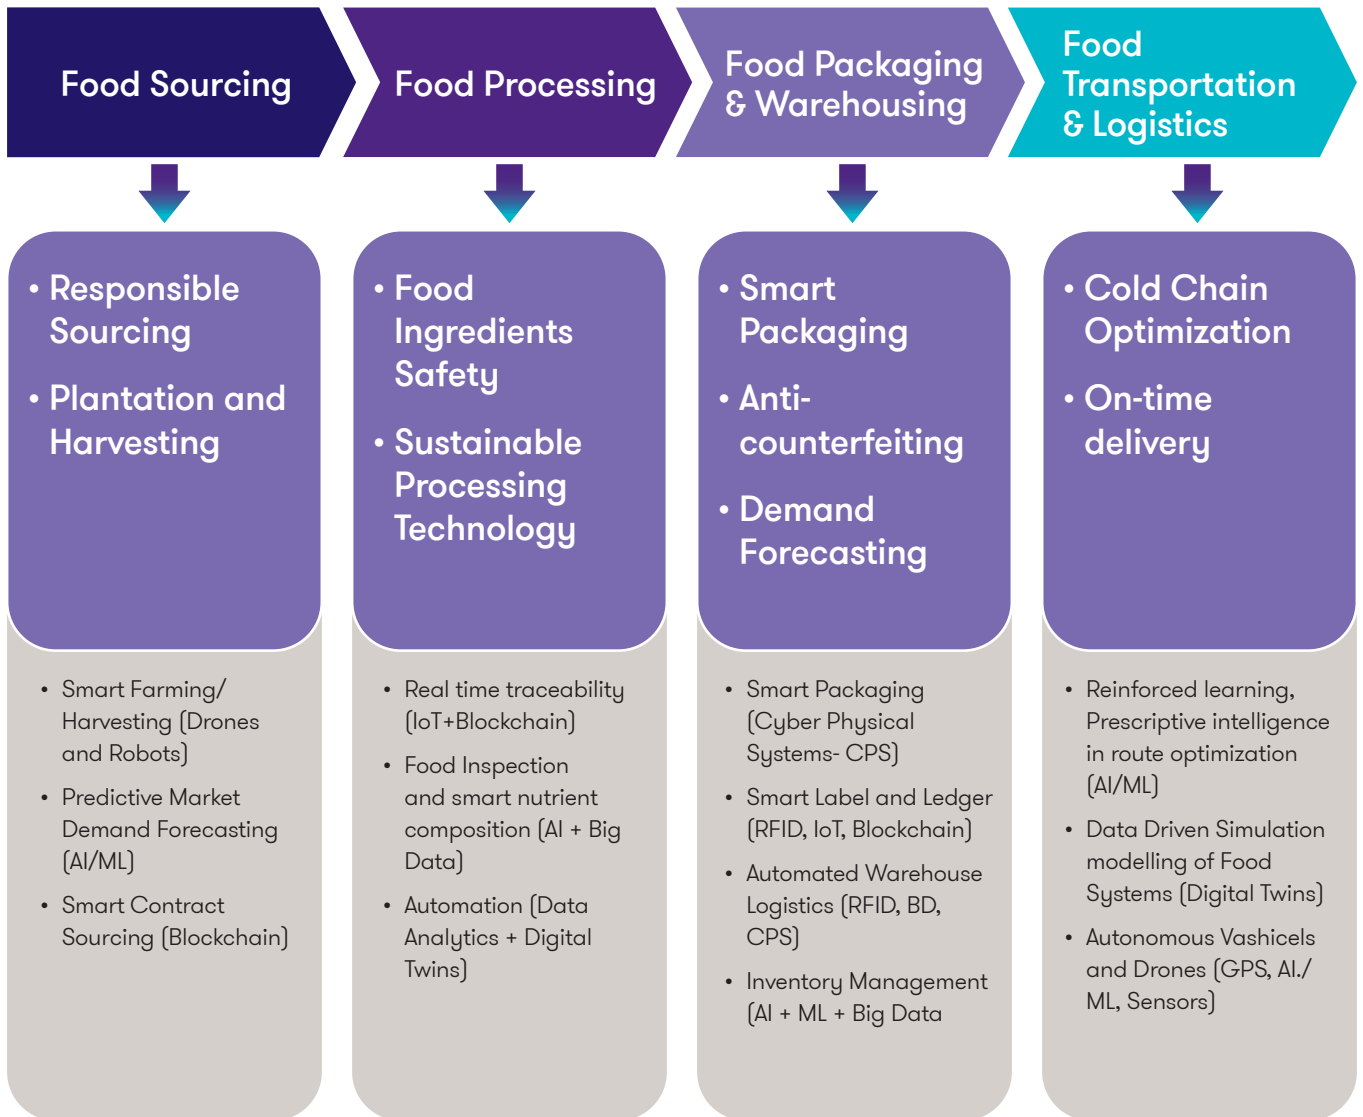 Food Sourcing
Food Processing
Food Packaging
& Warehousing
Food
Transportation
& Logistics
• Responsible
Sourcing
• Plantation and
Harvesting
• Food
Ingredients
Safety
• Sustainable
Processing
Technology
• Smart
Packaging
• Anti-
counterfeiting
• Demand
Forecasting
• Cold Chain
Optimization
• On-time
delivery
• Smart Farming/
Harvesting (Drones
and Robots)
• Predictive Market
Demand Forecasting
(AI/ML)
• Smart Contract
Sourcing (Blockchain)
• Real time traceability
(IoT+Blockchain)
• Food Inspection
and smart nutrient
composition (AI + Big
Data)
• Automation (Data
Analytics + Digital
Twins)
• Smart Packaging
(Cyber Physical
Systems- CPS)
• Smart Label and Ledger
(RFID, IoT, Blockchain)
• Automated Warehouse
Logistics (RFID, BD,
CPS)
• Inventory Management
(AI + ML + Big Data
• Reinforced learning,
Prescriptive intelligence
in route optimization
(AI/ML)
• Data Driven Simulation
modelling of Food
Systems (Digital Twins)
• Autonomous Vashicels
and Drones (GPS, AI./
ML, Sensors)